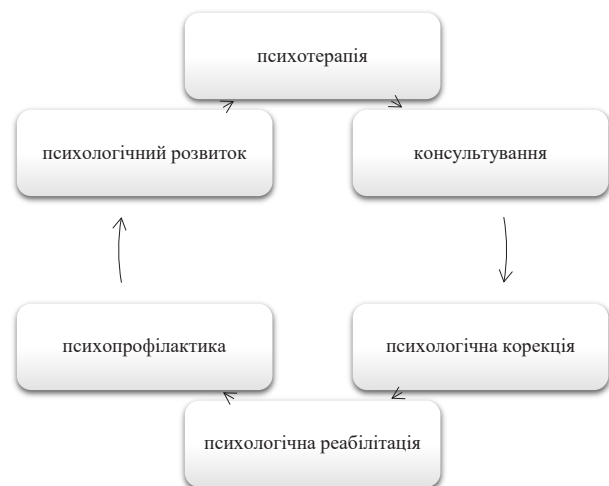 психотерапія
психологічний розвиток
консультування
психопрофілактика
психологічна корекція
психологічна реабілітація